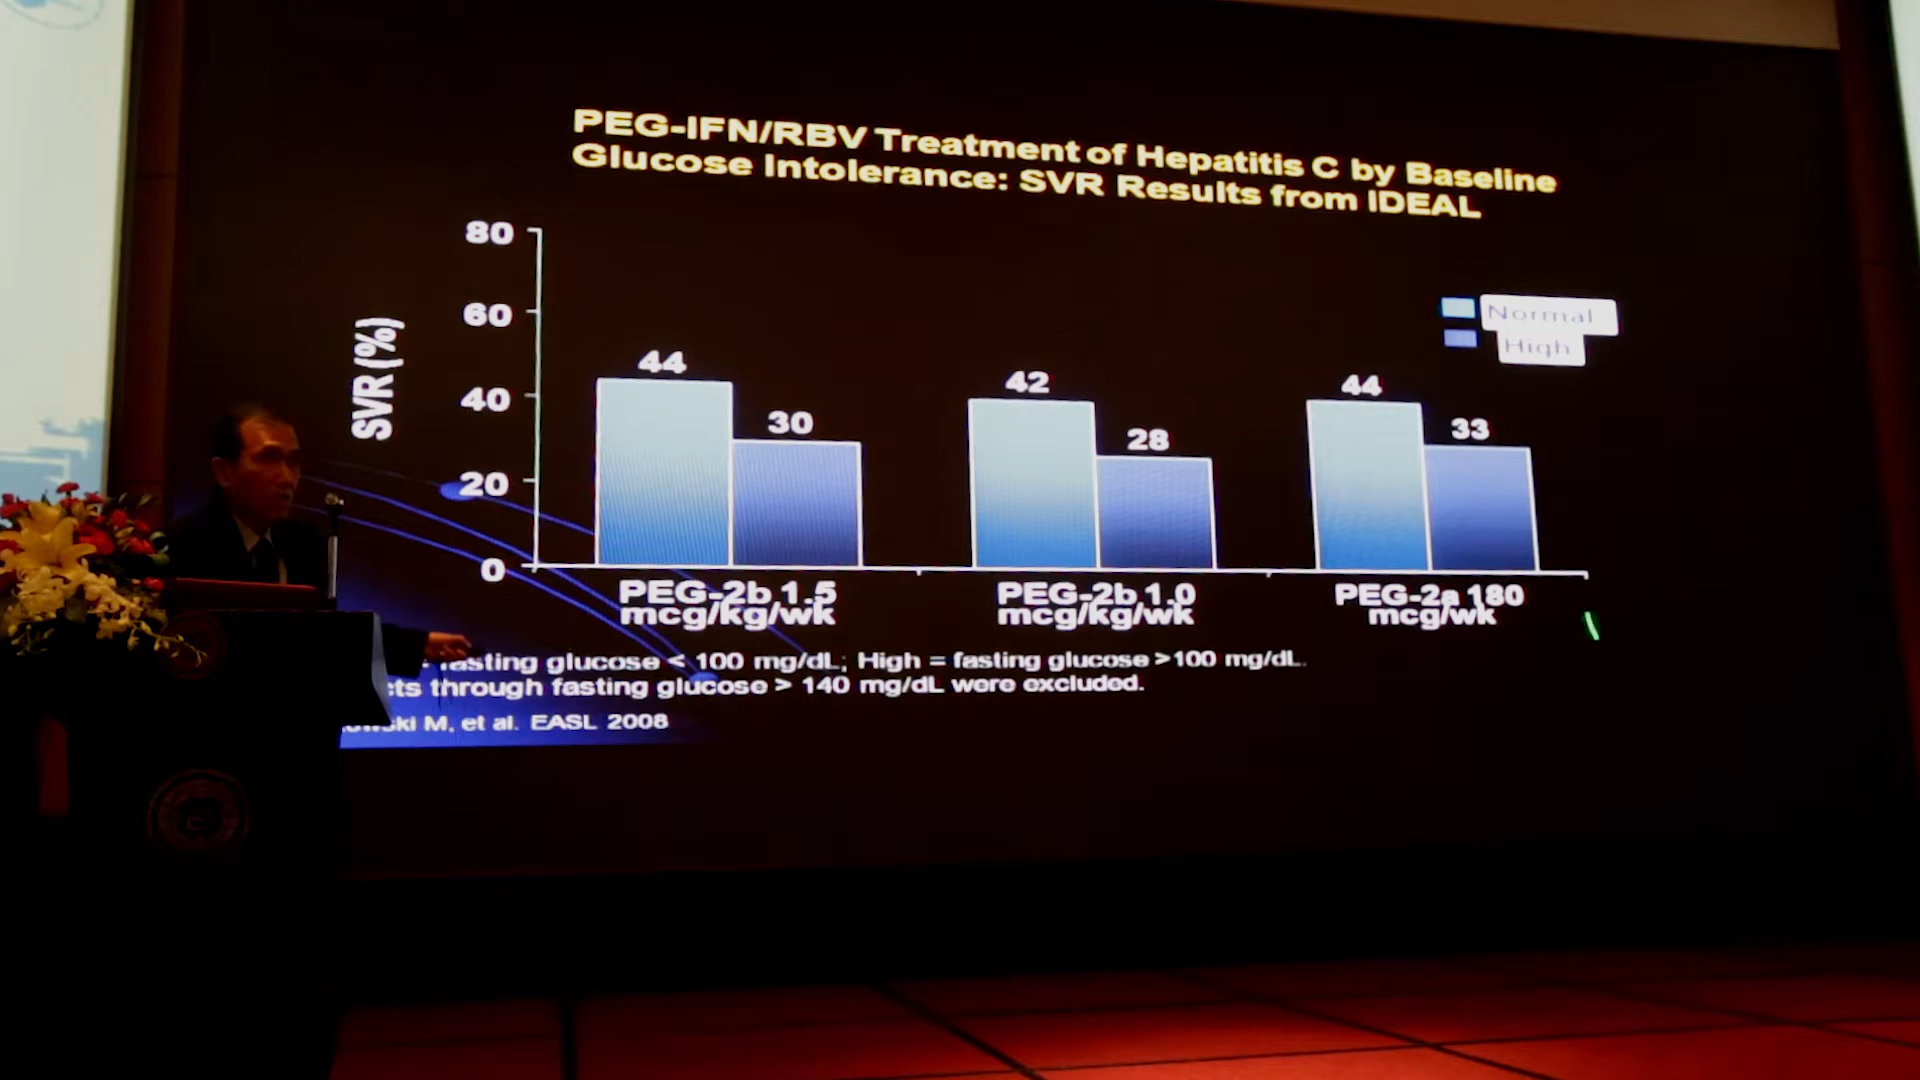 PEG-IFN/RBV Treatment of Hepatitis C by Baseline
Glucose Intolerance: SVR Results from IDEAL
SVR (%)
80
60
40
20
0
44
30
42
28
44
33
Normal
High
PEG-2b 1.5
mcg/kg/wk
PEG-2b 1.0
mcg/kg/wk
PEG-2a 180
mcg/wk
= fasting glucose < 100 mg/dL; High = fasting glucose >100 mg/dL.
through fasting glucose > 140 mg/dL were excluded.
M, et al. EASL 2008